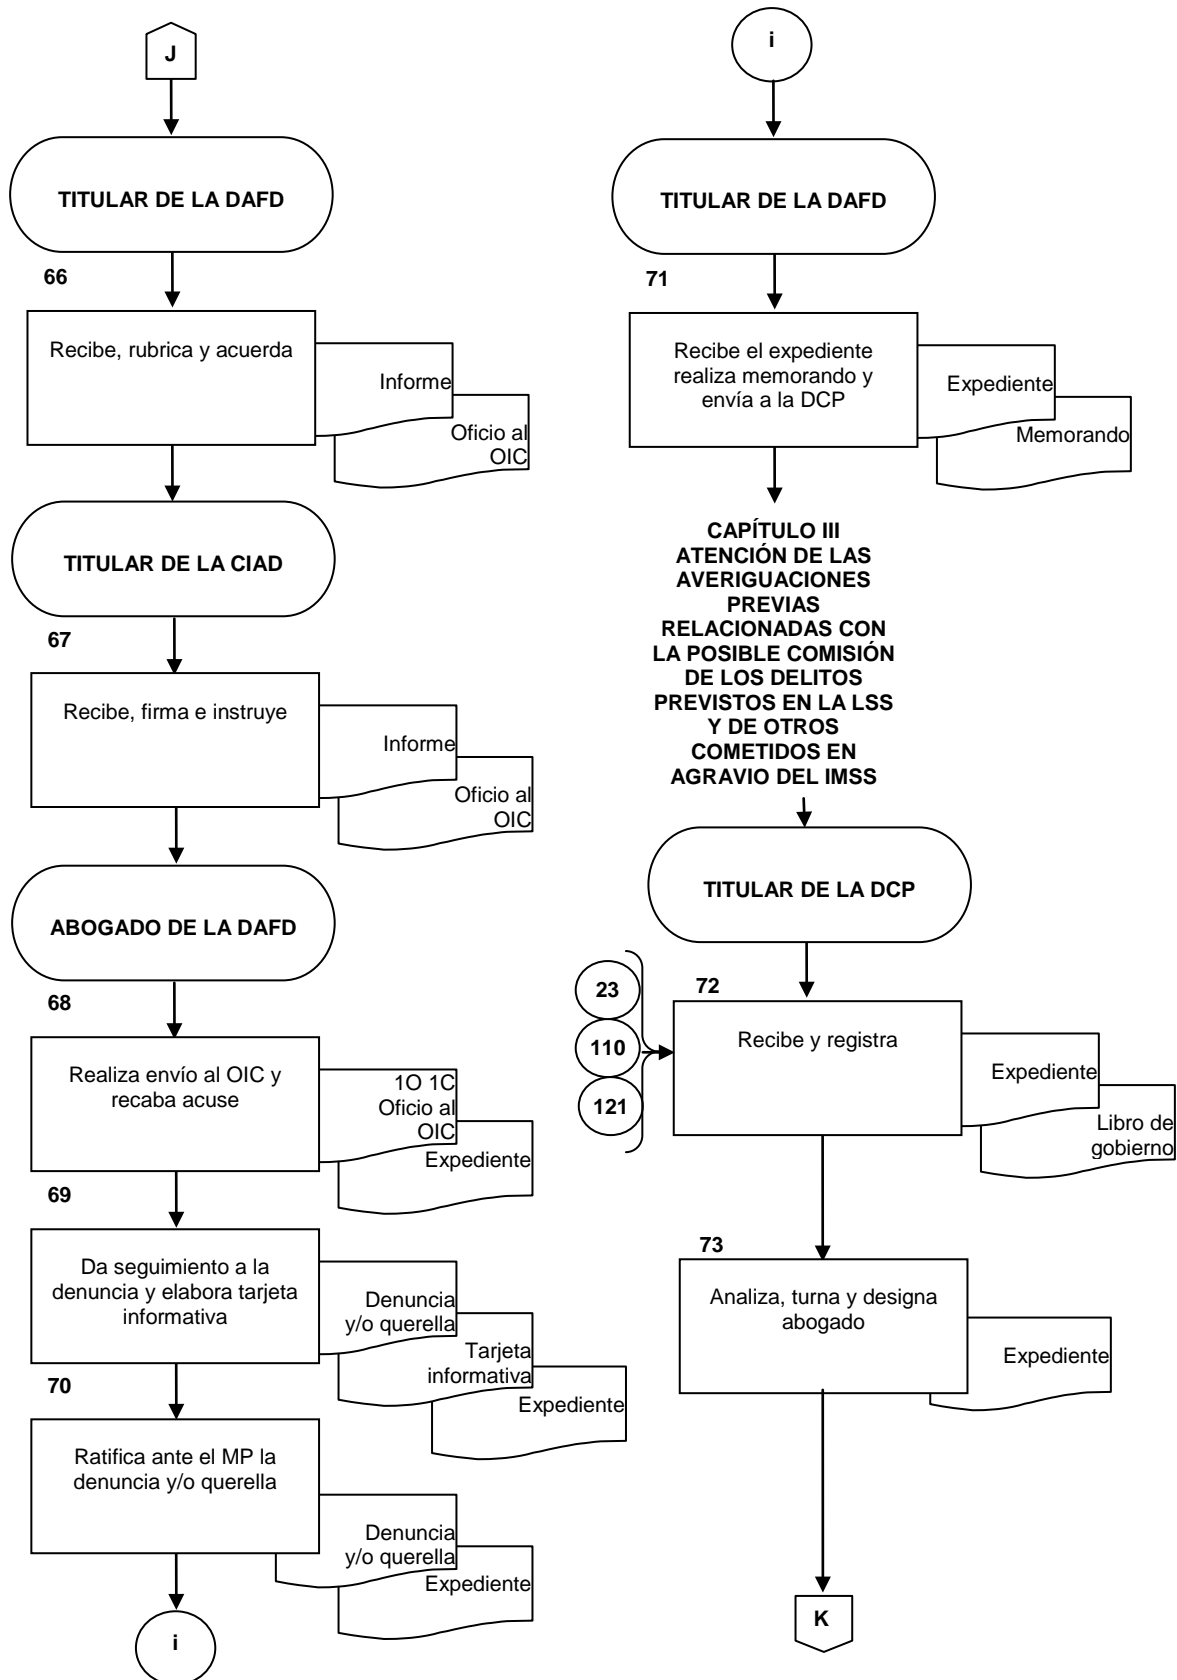 J
TITULAR DE LA DAFD
66
Recibe, rubrica y acuerda
Informe
Oficio al
OIC
TITULAR DE LA CIAD
67
Recibe, firma e instruye
Informe
Oficio al
OIC
ABOGADO DE LA DAFD
68
Realiza envío al OIC y
recaba acuse
1O 1C
Oficio al
OIC
Expediente
69
Da seguimiento a la
denuncia y elabora tarjeta
informativa
Denuncia
y/o querella
Tarjeta
informativa
Expediente
70
Ratifica ante el MP la
denuncia y/o querella
Denuncia
y/o querella
Expediente
i
i
TITULAR DE LA DAFD
71
Recibe el expediente
realiza memorando y
envía a la DCP
Expediente
Memorando
CAPÍTULO III
ATENCIÓN DE LAS
AVERIGUACIONES
PREVIAS
RELACIONADAS CON
LA POSIBLE COMISIÓN
DE LOS DELITOS
PREVISTOS EN LA LSS
Y DE OTROS
COMETIDOS EN
AGRAVIO DEL IMSS
TITULAR DE LA DCP
23
110
121
72
Recibe y registra
Expediente
Libro de
gobierno
73
Analiza, turna y designa
abogado
Expediente
K